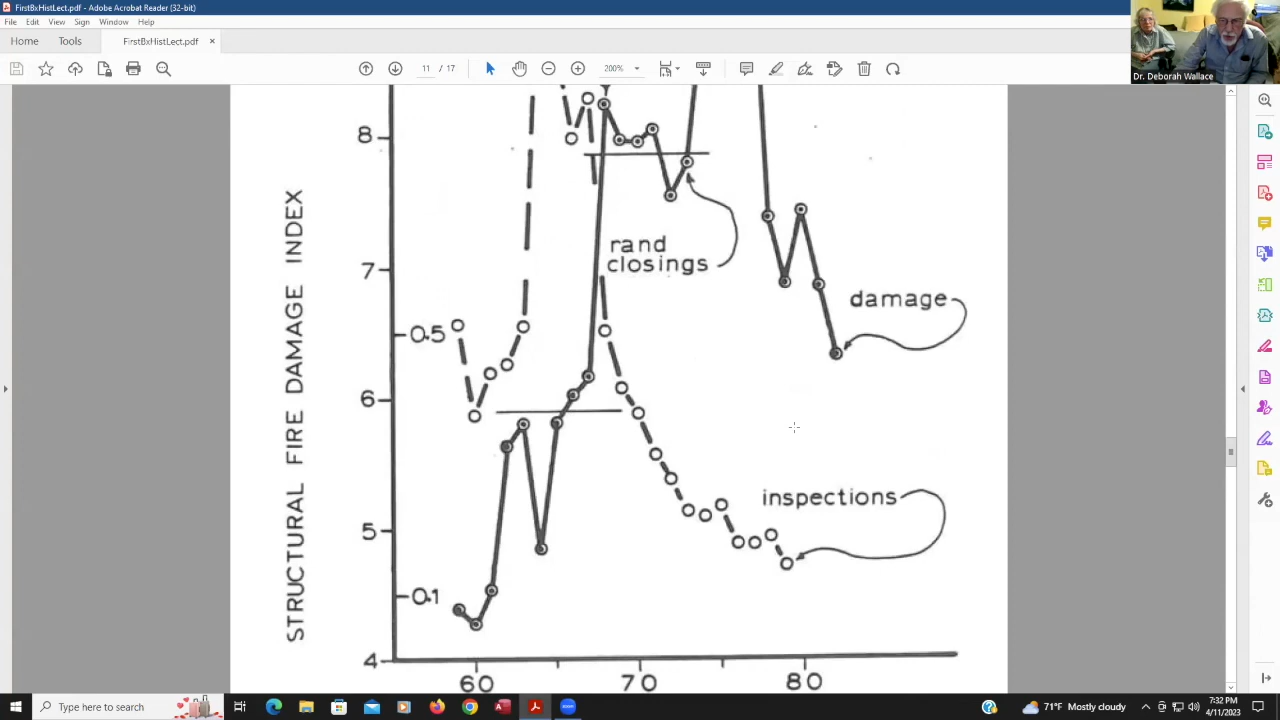 FirstBxHistLect.pdf - Adobe Acrobat Reader (32-bit)
File Edit View Sign Window Help
Home Tools FirstBxHistLect.pdf ×
11 / 17 200%
Dr. Deborah Wallace
STRUCTURAL FIRE DAMAGE INDEX
8
7
0.5
6
5
0.1
4
60 70 80
rand
closings
damage
inspections
Type here to search
71°F Mostly cloudy
7:32 PM
4/11/2023